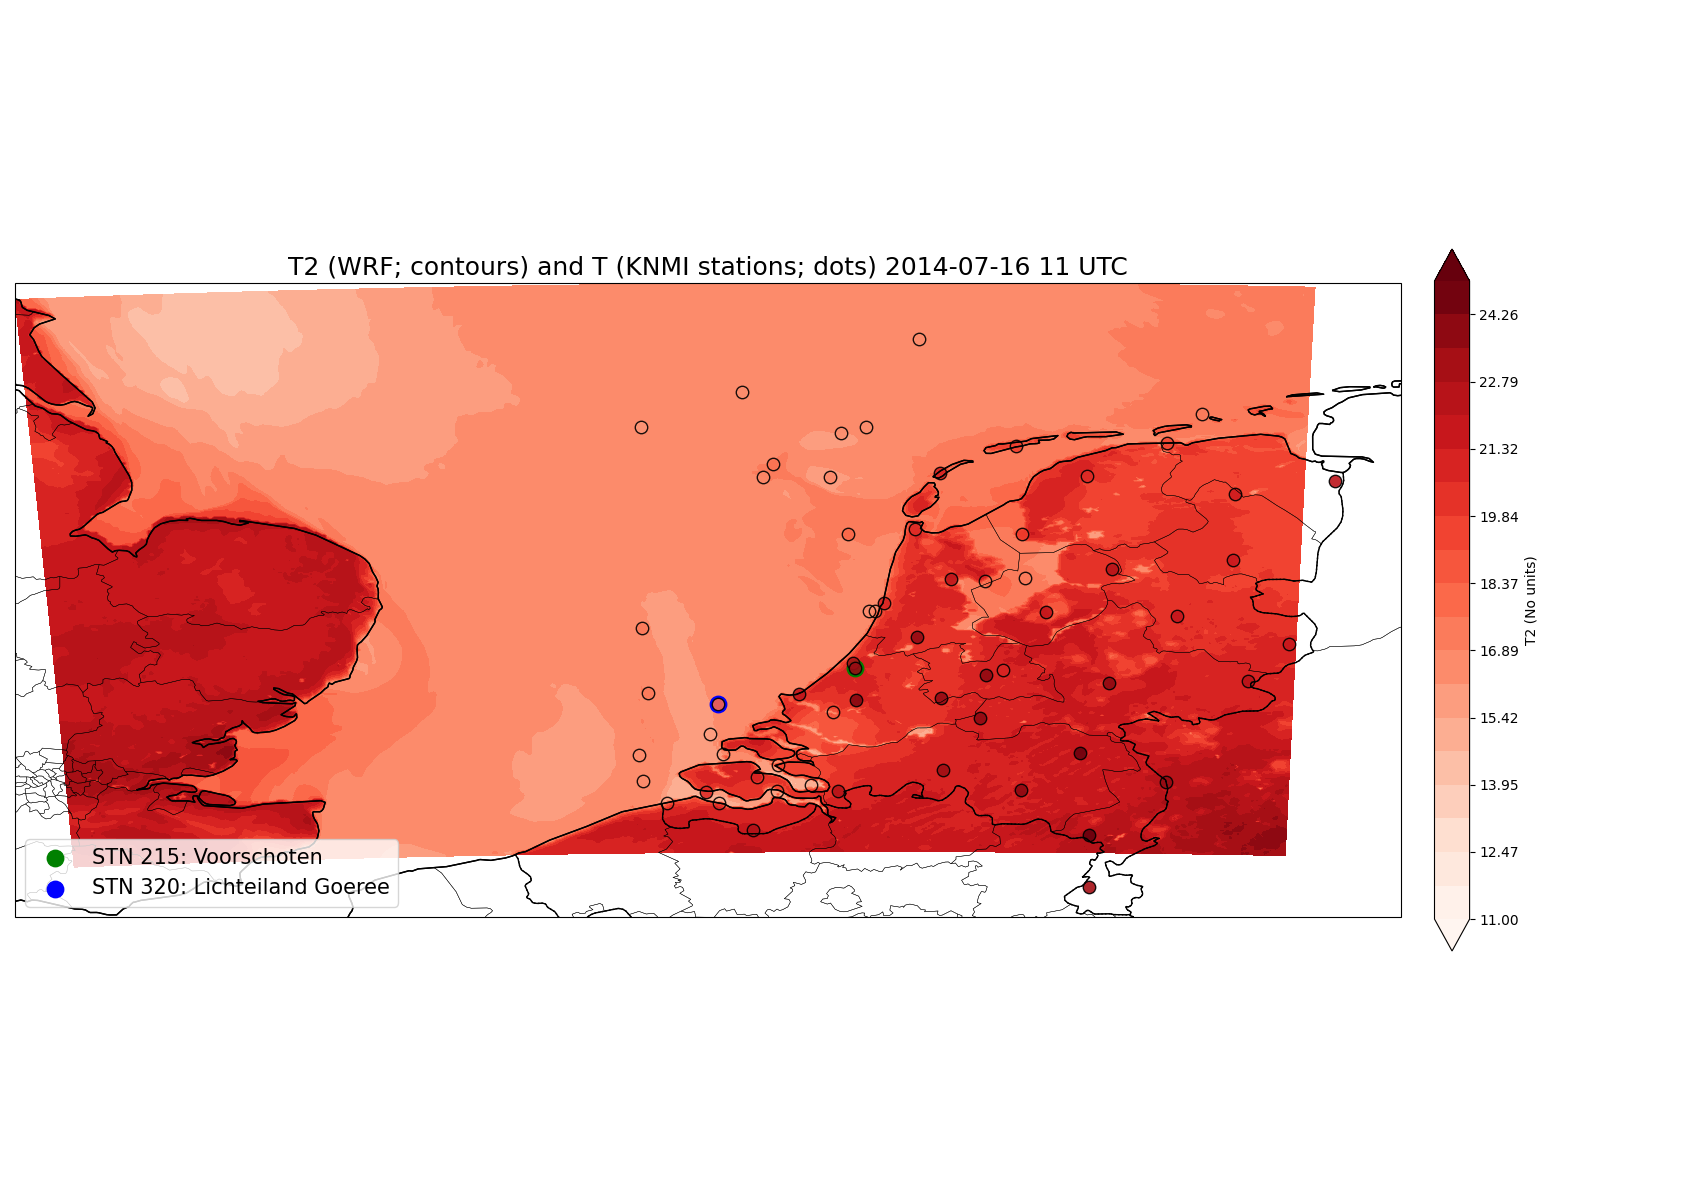 T2 (WRF; contours) and T (KNMI stations; dots) 2014-07-16 11 UTC
24.26
22.79
21.32
19.84
18.37
16.89
15.42
13.95
12.47
11.00
T2 (No units)
STN 215: Voorschoten
STN 320: Lichteiland Goeree